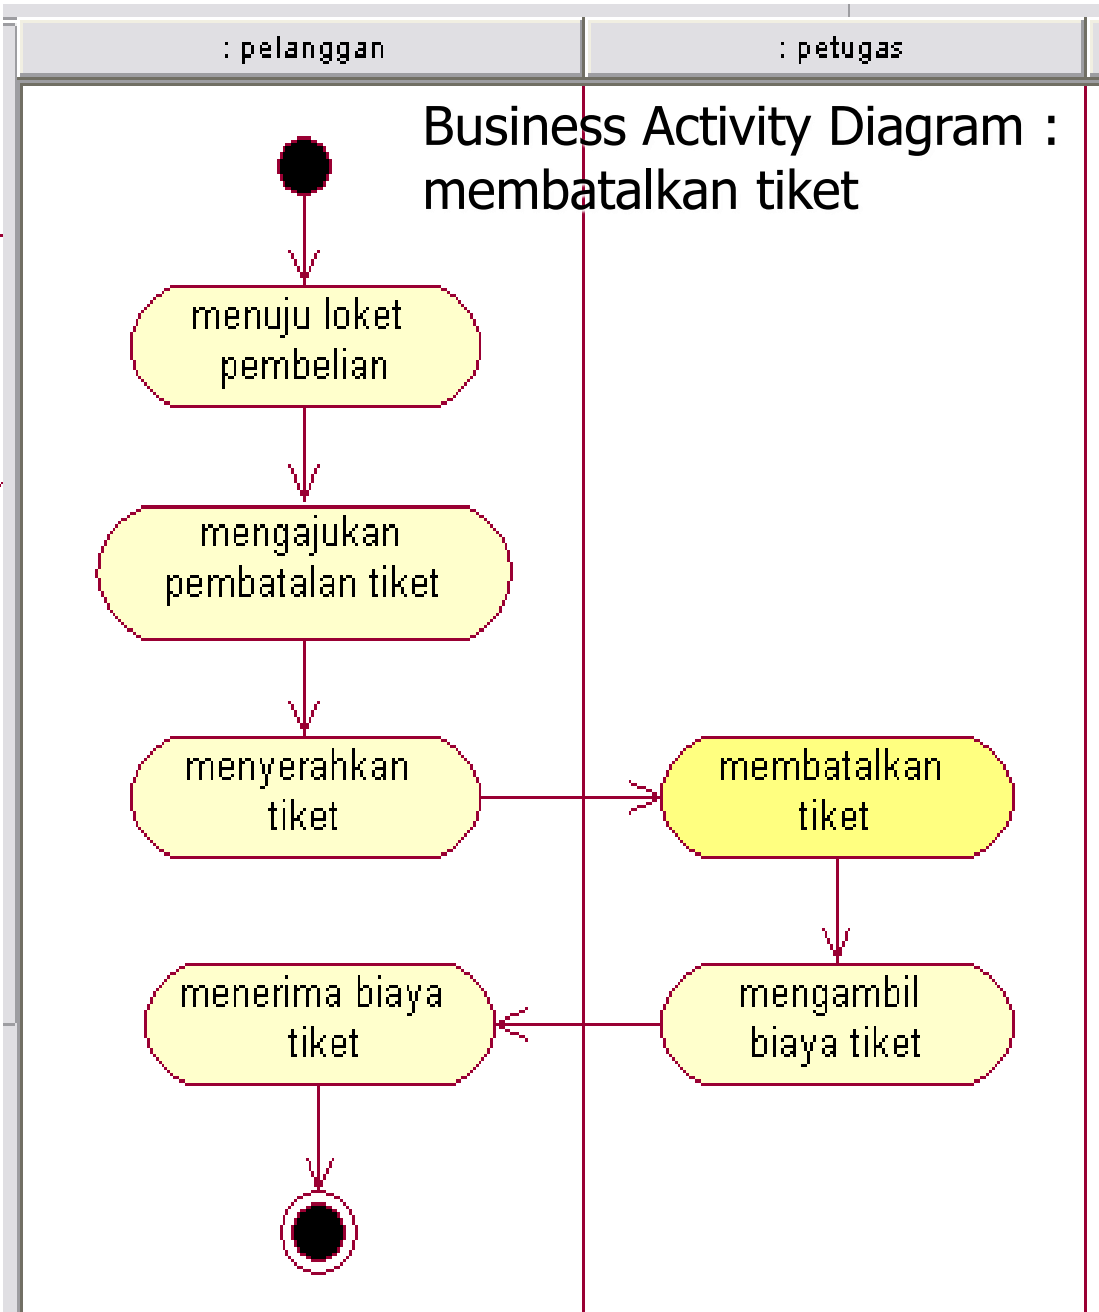 : pelanggan
: petugas
Business Activity Diagram :
membatalkan tiket
menuju loket
pembelian
mengajukan
pembatalan tiket
menyerahkan
tiket
membatalkan
tiket
menerima biaya
tiket
mengambil
biaya tiket